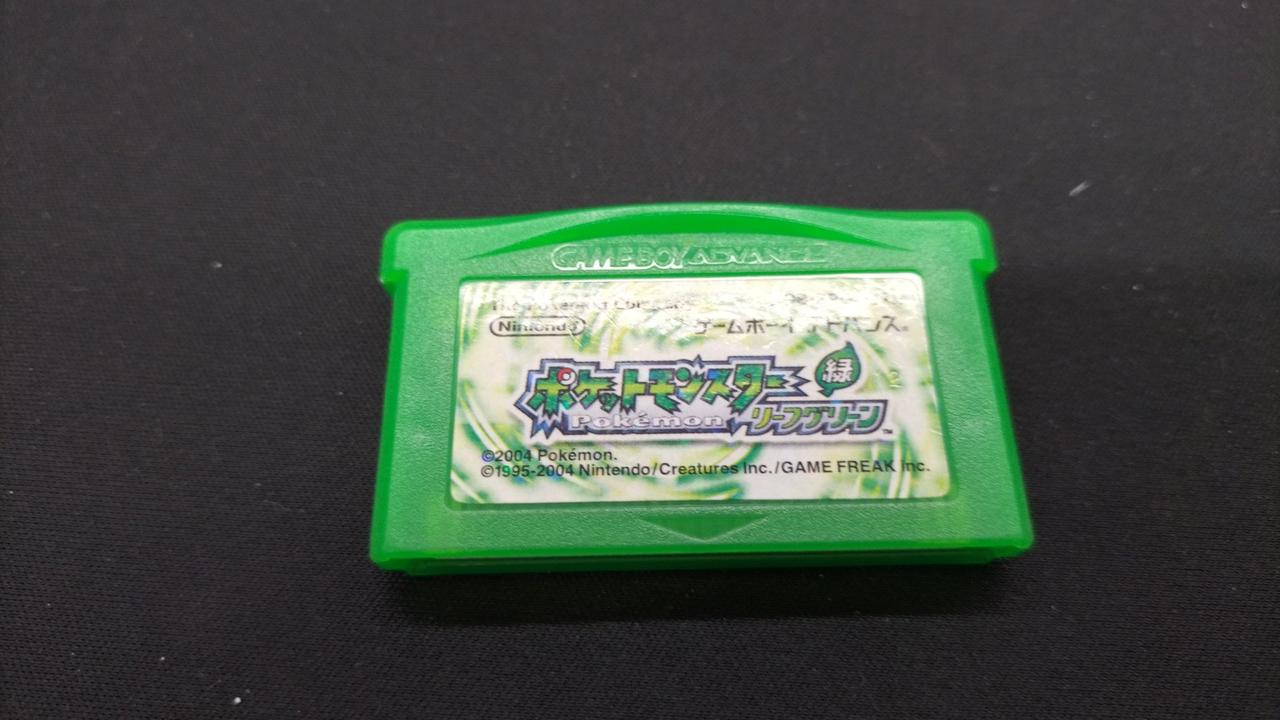 GAME BOY ADVANCE
Nintendo
ゲームボーイ アドバンス
ポケットモンスター 緑
Pokémon リーフグリーン ™
©2004 Pokémon.
©1995-2004 Nintendo/Creatures Inc./GAME FREAK inc.